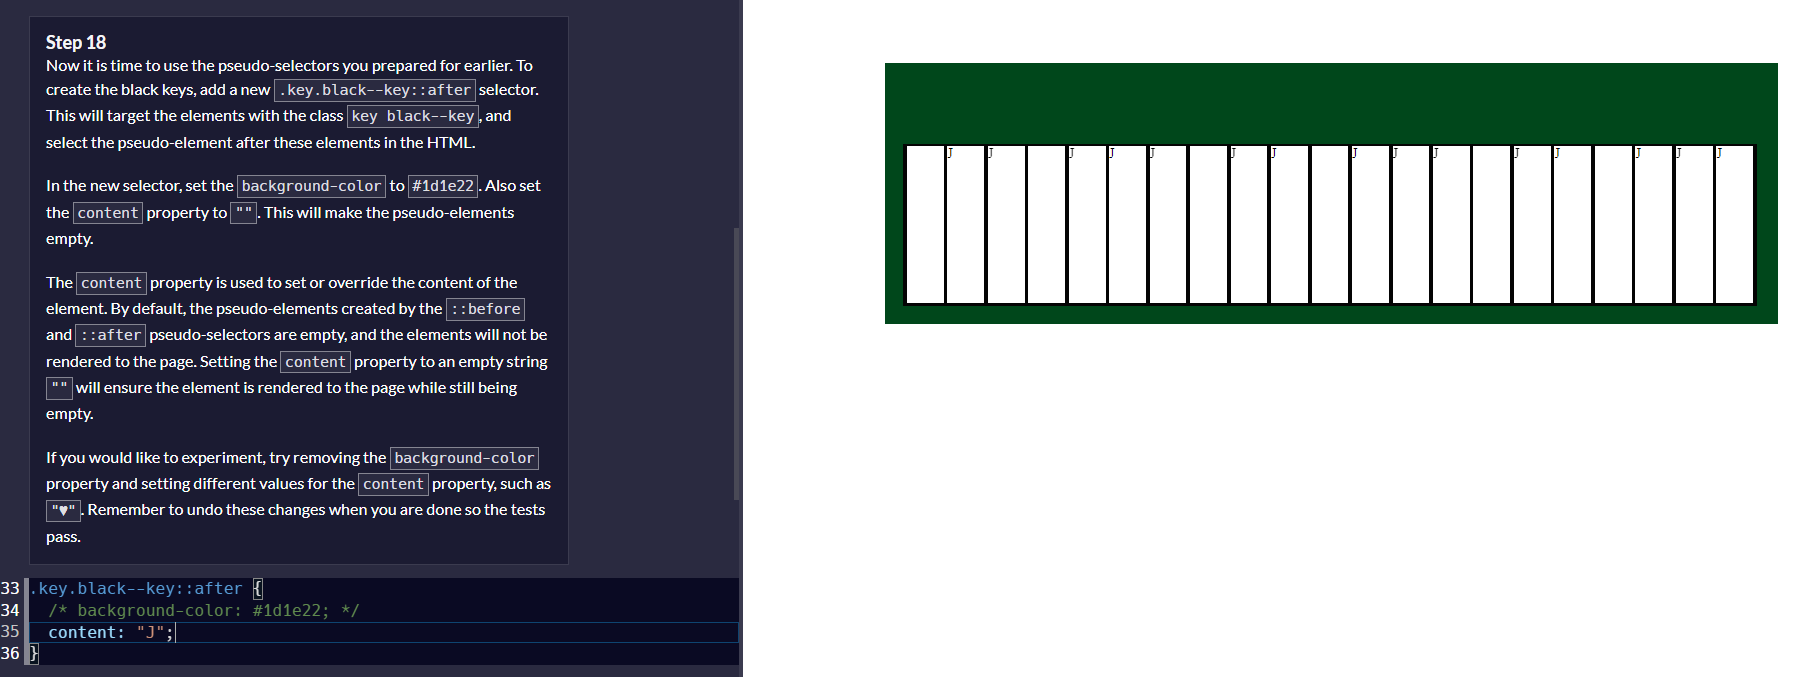 Step 18
Now it is time to use the pseudo-selectors you prepared for earlier. To
create the black keys, add a new .key.black--key::after selector.
This will target the elements with the class key black--key, and
select the pseudo-element after these elements in the HTML.
In the new selector, set the background-color to #1d1e22. Also set
the content property to "". This will make the pseudo-elements
empty.
The content property is used to set or override the content of the
element. By default, the pseudo-elements created by the ::before
and ::after pseudo-selectors are empty, and the elements will not be
rendered to the page. Setting the content property to an empty string
"" will ensure the element is rendered to the page while still being
empty.
If you would like to experiment, try removing the background-color
property and setting different values for the content property, such as
"♥". Remember to undo these changes when you are done so the tests
pass.
33 .key.black--key::after {
34 /* background-color: #1d1e22; */
35 content: "J";
36 }
J J J J J J J J J J J J J J J